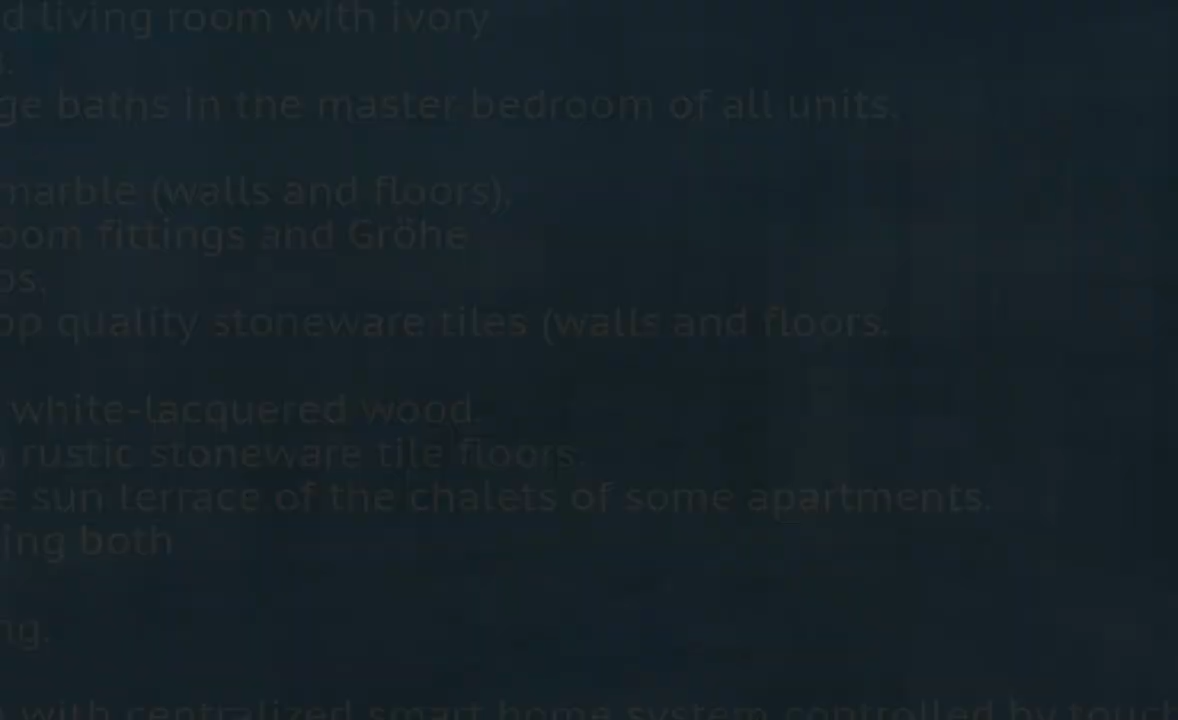 d living room with ivory
ge baths in the master bedroom of all units.
marble (walls and floors),
oom fittings and Gröhe
os,
op quality stoneware tiles (walls and floors.
white-lacquered wood
rustic stoneware tile floors
e sun terrace of the chalets of some apartments.
ing both
ng.
with centralized smart home system controlled by touch